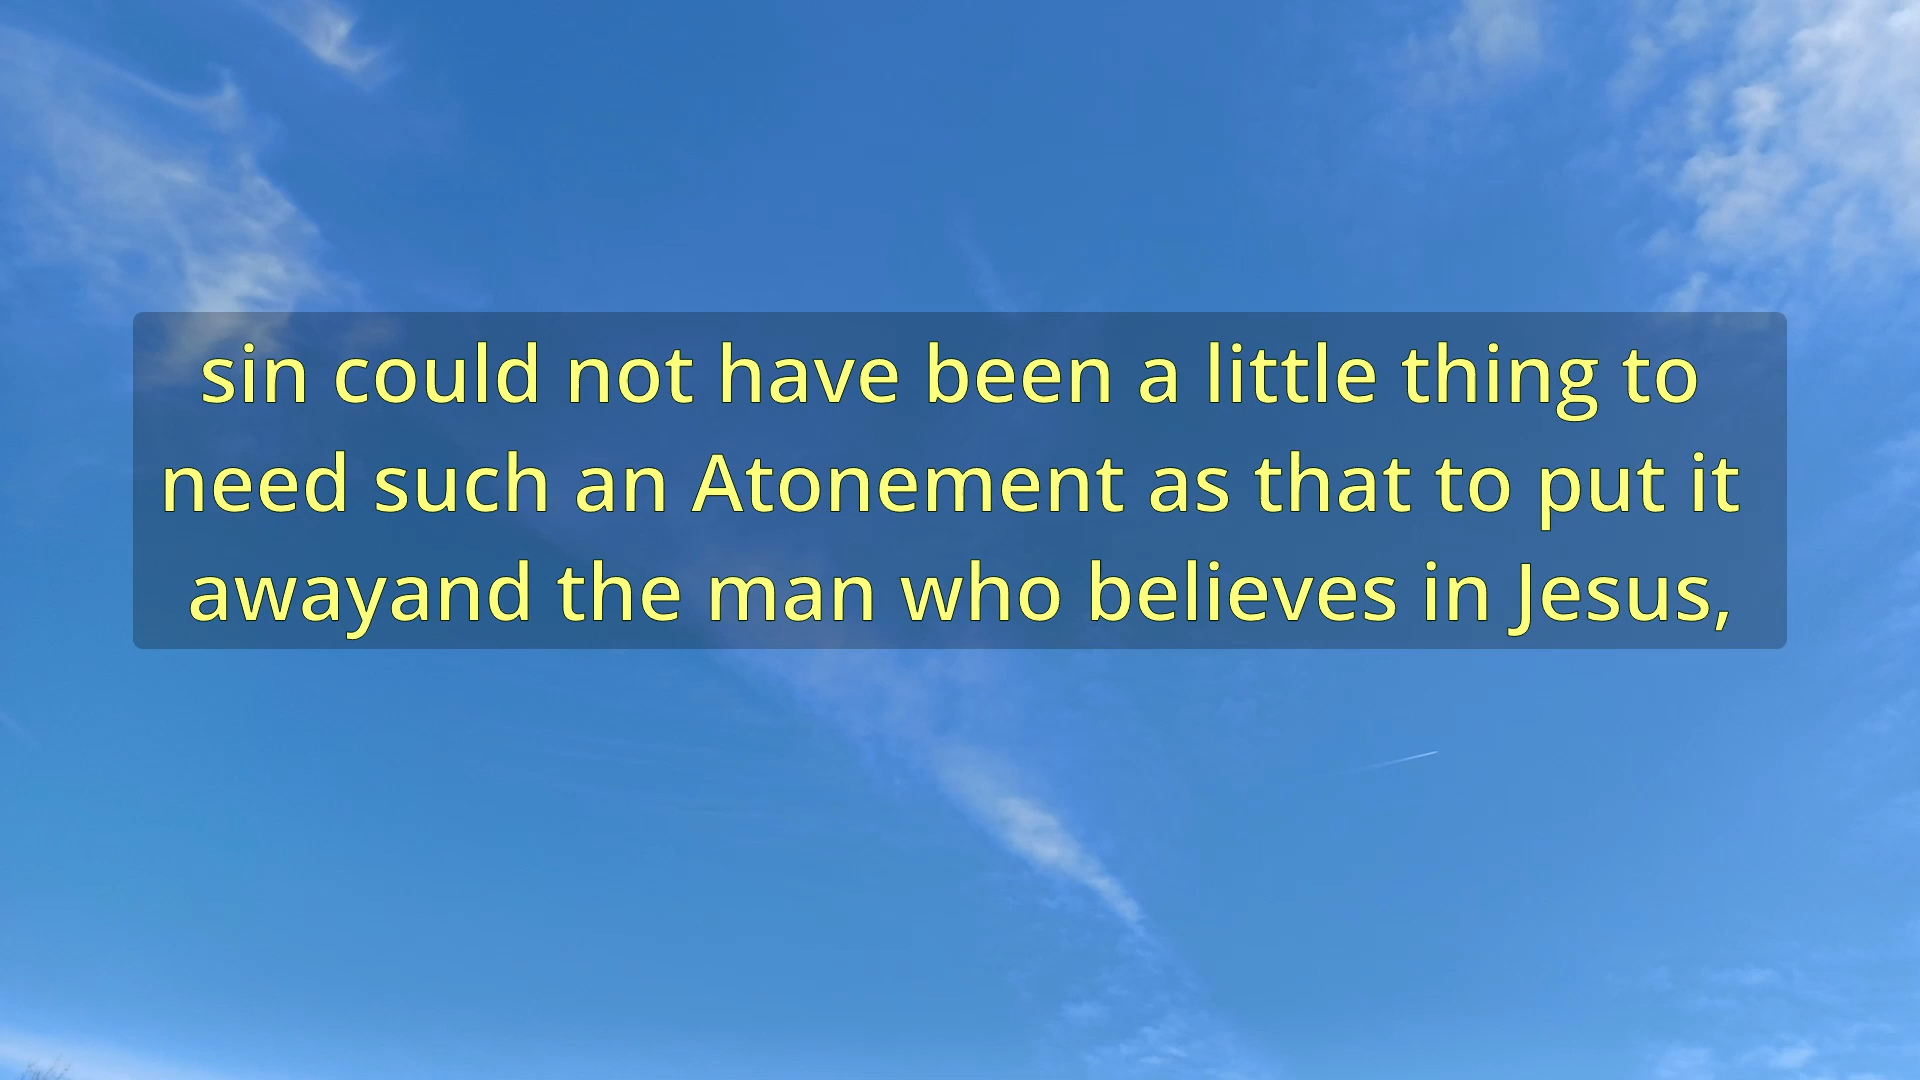 sin could not have been a little thing to
need such an Atonement as that to put it
awayand the man who believes in Jesus,